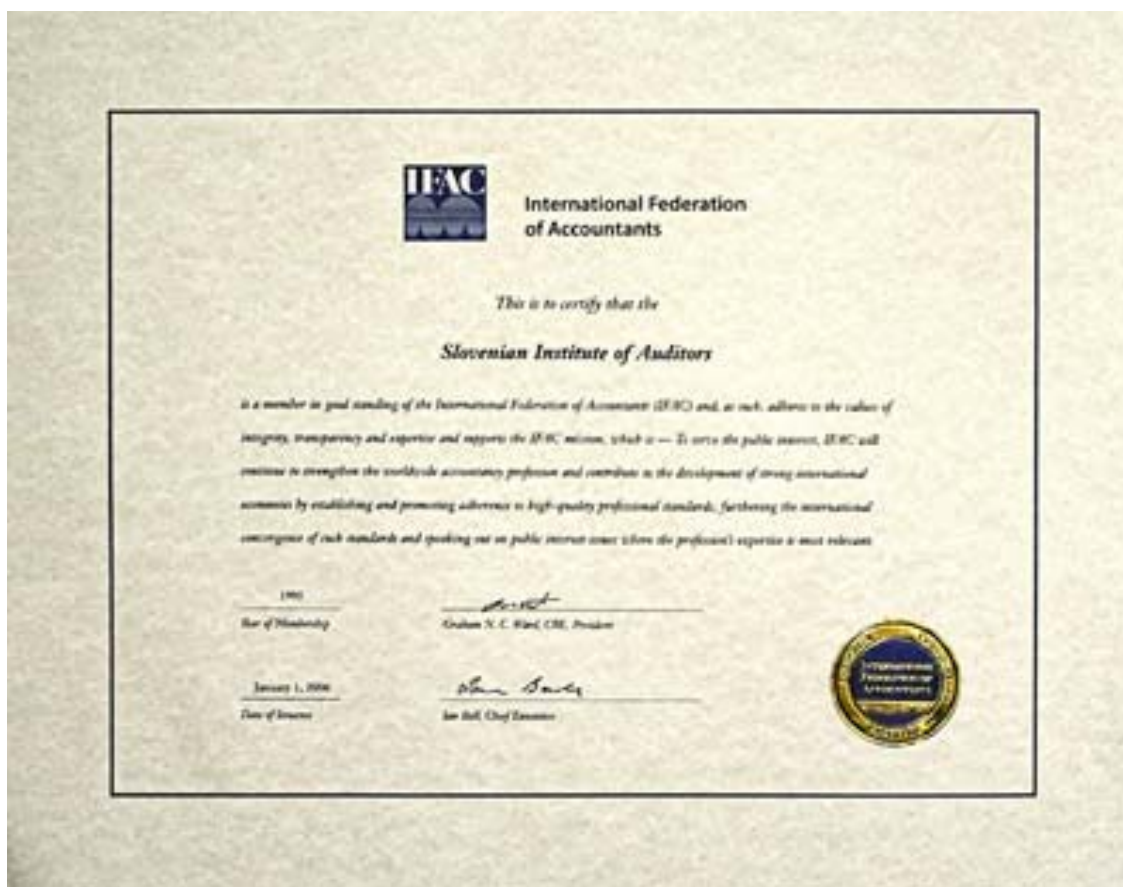 IFAC
International Federation
of Accountants
This is to certify that the
Slovenian Institute of Auditors
is a member in good standing of the International Federation of Accountants (IFAC) and, as such, adheres to the values of
integrity, transparency and expertise and supports the IFAC mission, which is — To serve the public interest, IFAC will
continue to strengthen the worldwide accountancy profession and contribute to the development of strong international
economies by establishing and promoting adherence to high-quality professional standards, furthering the international
convergence of such standards and speaking out on public interest issues where the profession's expertise is most relevant
Year of Membership
Graham N. C. Ward, CBE, President
January 1,
Date of Issuance
Ian Ball, Chief Executive
INTERNATIONAL
FEDERATION OF
ACCOUNTANTS